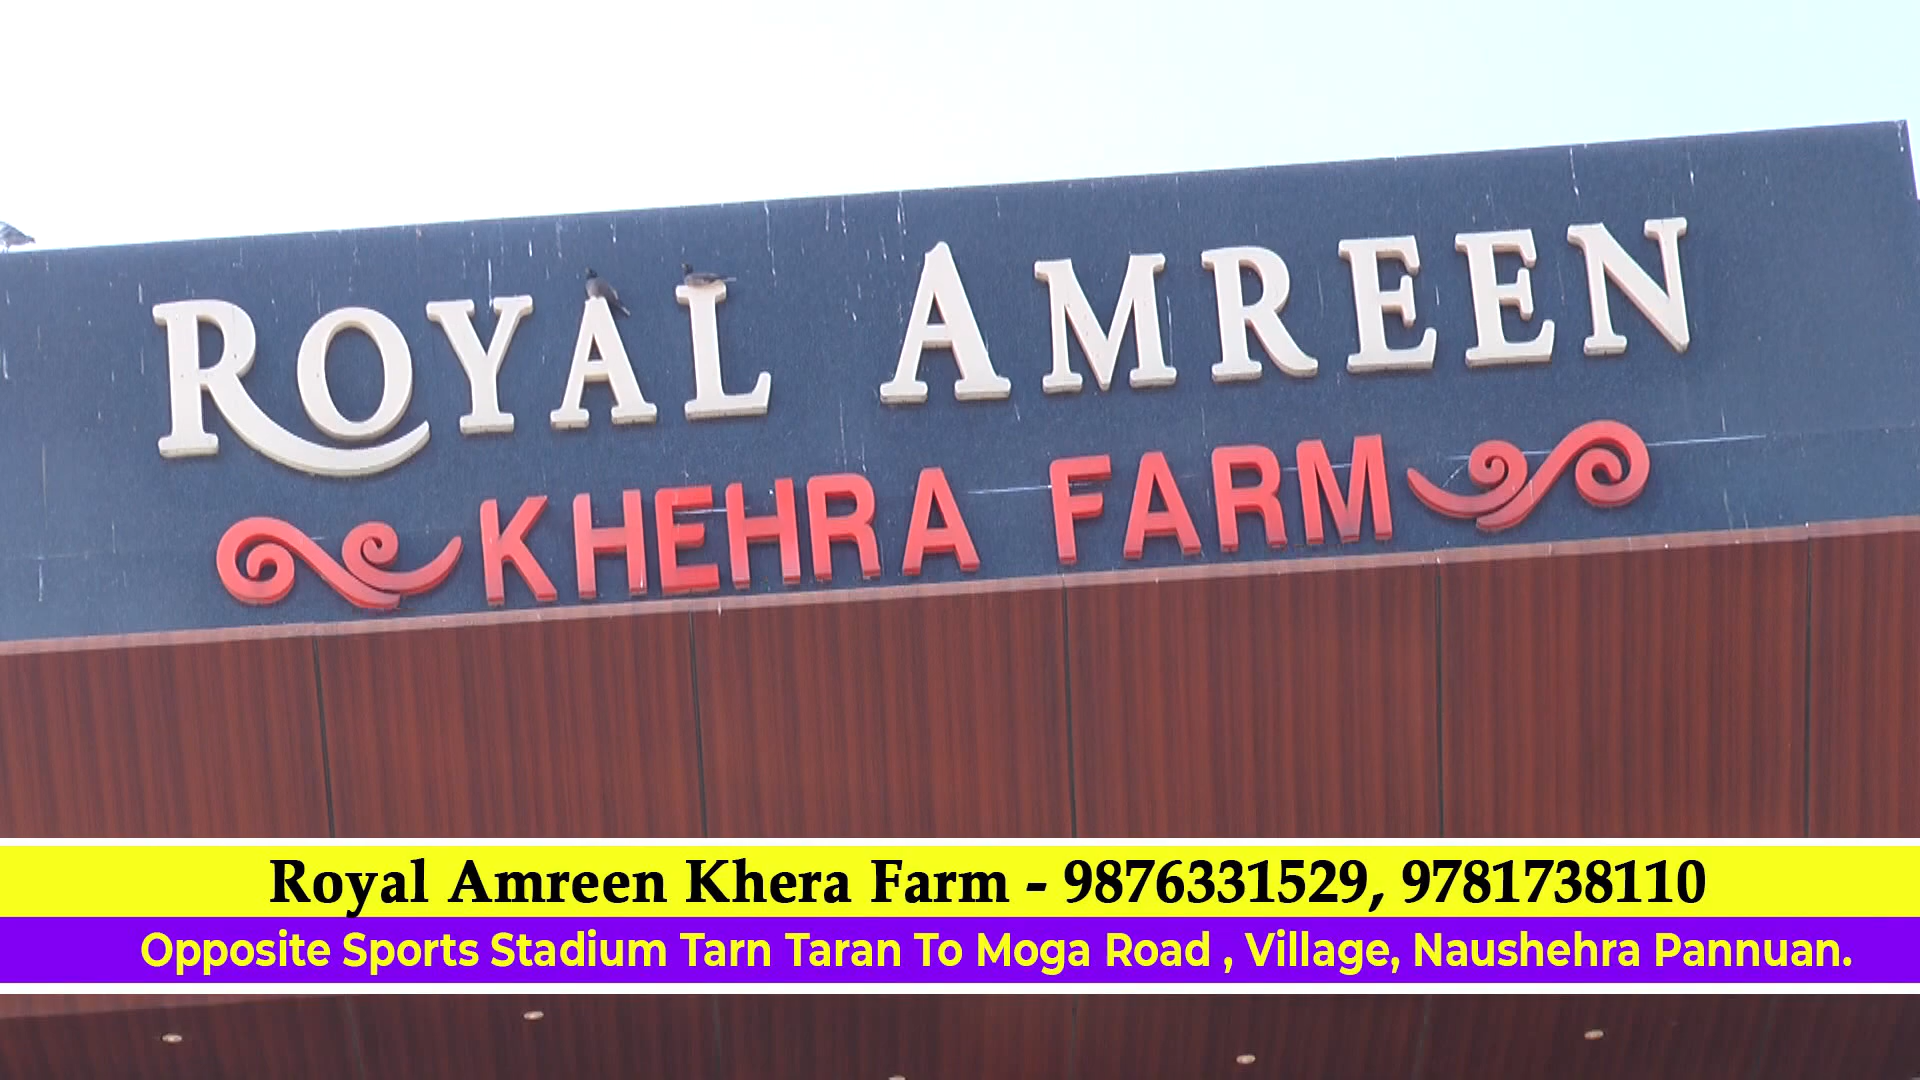 ROYAL AMREEN
KHEHRA FARM
Royal Amreen Khera Farm - 9876331529, 9781738110
Opposite Sports Stadium Tarn Taran To Moga Road , Village, Naushehra Pannuan.